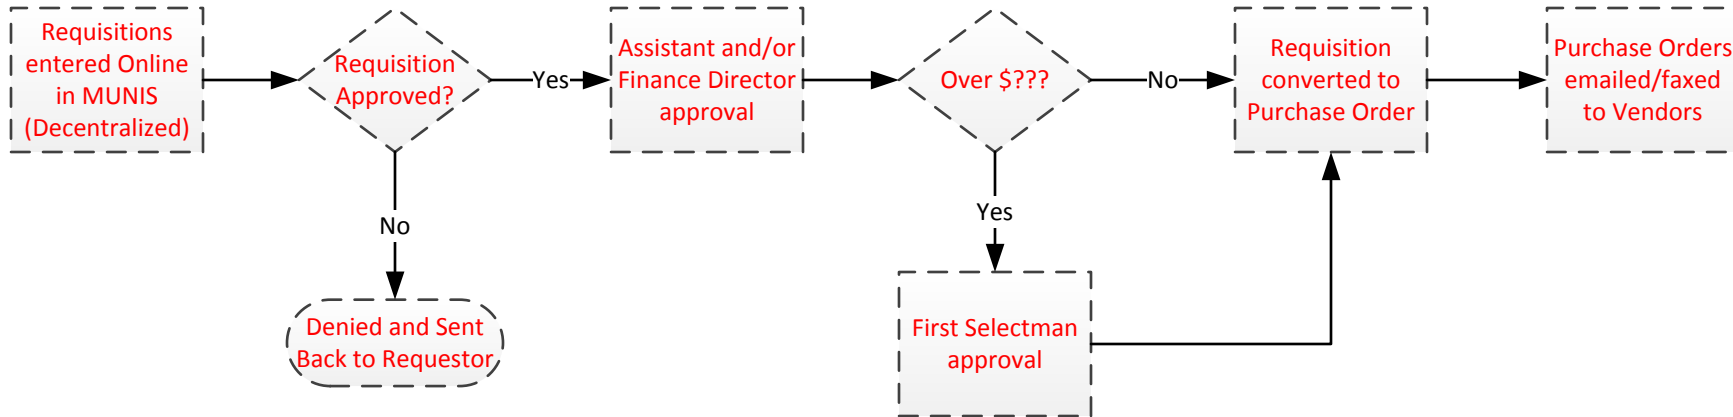 Requisitions
entered Online
in MUNIS
(Decentralized)
Requisition
Approved?
Yes
Assistant and/or
Finance Director
approval
Over $???
No
Requisition
converted to
Purchase Order
Purchase Orders
emailed/faxed
to Vendors
No
Yes
Denied and Sent
Back to Requestor
First Selectman
approval